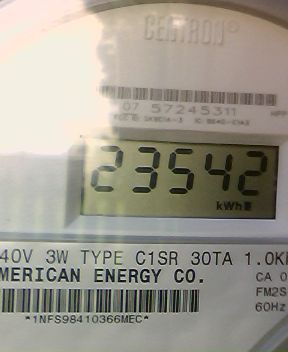 CENTRON®
07 57245311
23542
kWh
40V 3W TYPE C1SR 30TA 1.0K
MERICAN ENERGY CO.
CA 0
FM2S
60Hz
*1NFS98410366MEC*